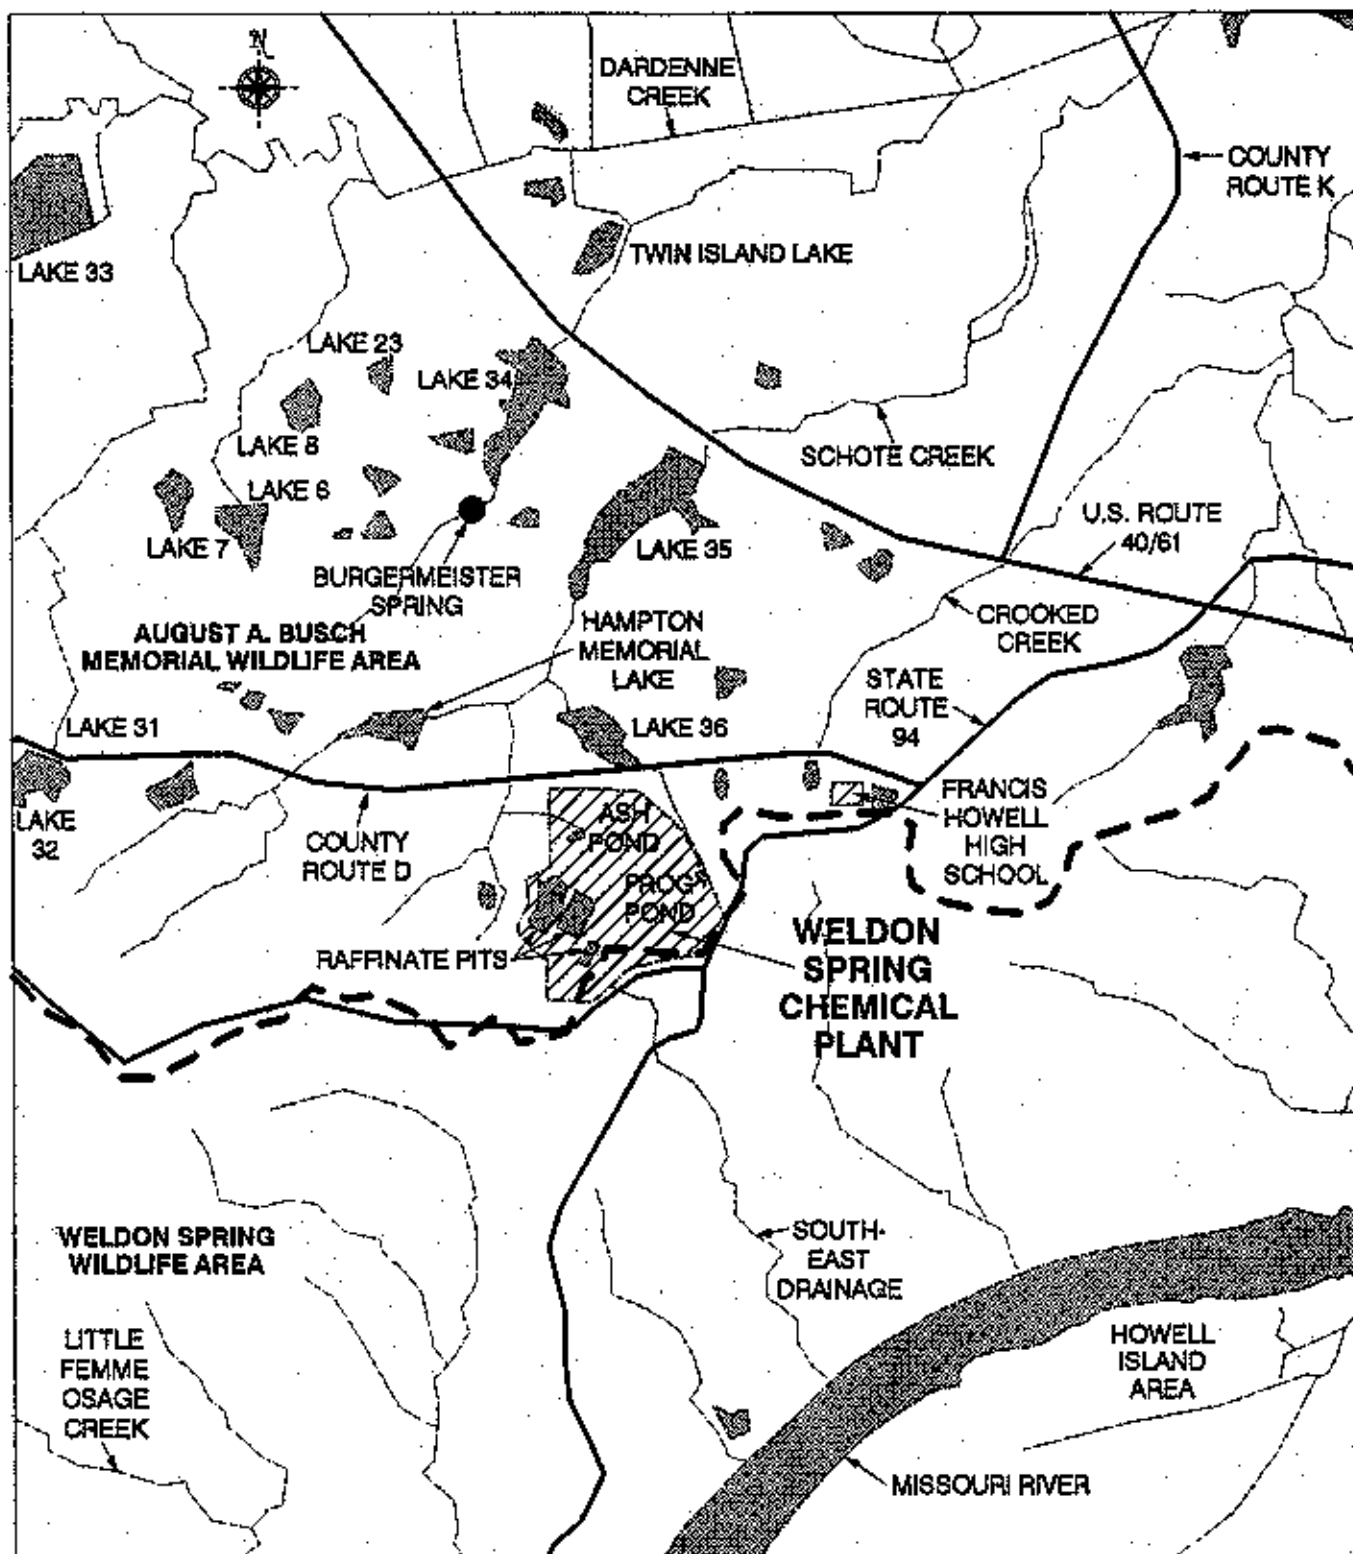 N
DARDENNE
CREEK
COUNTY
ROUTE K
TWIN ISLAND LAKE
LAKE 33
LAKE 23
LAKE 34
LAKE 8
SCHOTE CREEK
LAKE 6
U.S. ROUTE
40/61
LAKE 7
LAKE 35
BURGERMEISTER
SPRING
CROOKED
CREEK
HAMPTON
MEMORIAL
LAKE
AUGUST A. BUSCH
MEMORIAL WILDLIFE AREA
STATE
ROUTE
94
LAKE 31
LAKE 36
LAKE
32
COUNTY
ROUTE D
ASH
POND
FRANCIS
HOWELL
HIGH
SCHOOL
FROG
POND
RAFFINATE PITS
WELDON
SPRING
CHEMICAL
PLANT
WELDON SPRING
WILDLIFE AREA
SOUTH-
EAST
DRAINAGE
LITTLE
FEMME
OSAGE
CREEK
HOWELL
ISLAND
AREA
MISSOURI RIVER